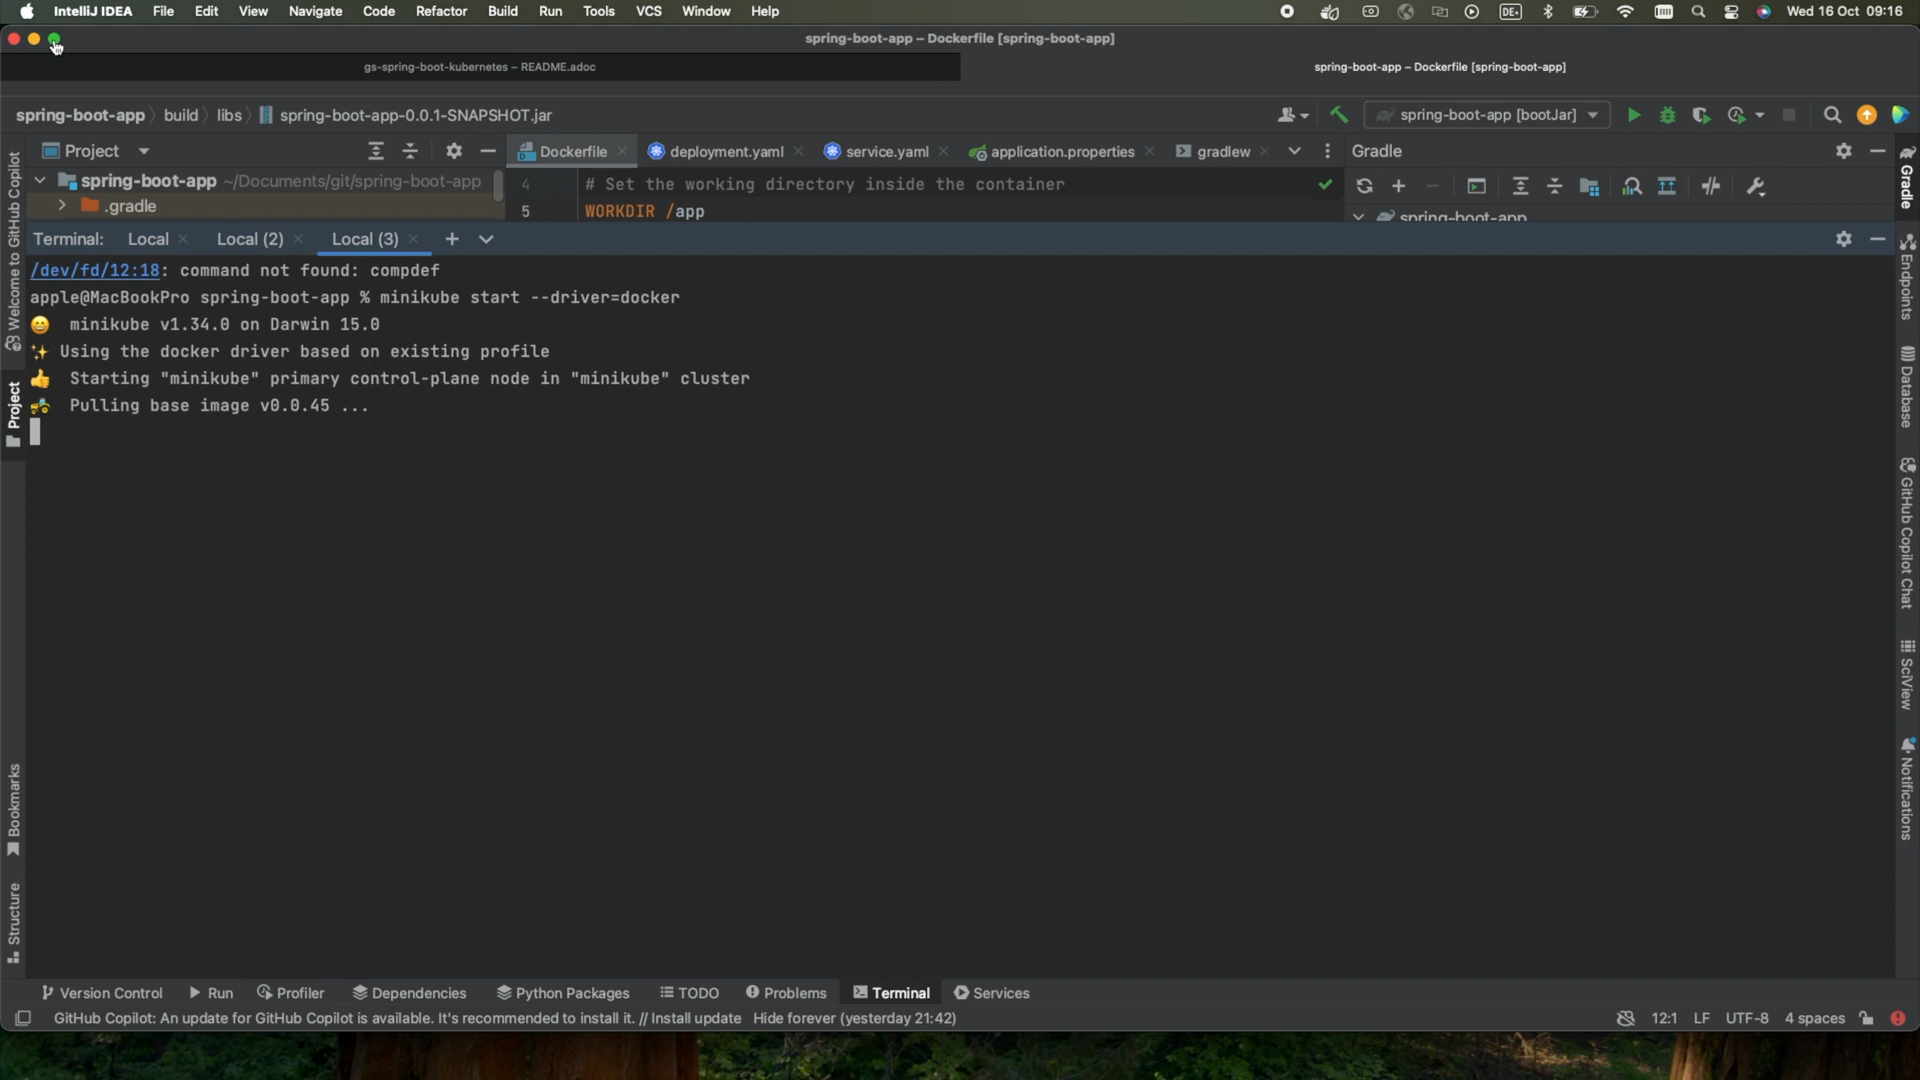 IntelliJ IDEA File Edit View Navigate Code Refactor Build Run Tools VCS Window Help DE Wed 16 Oct 09:16
spring-boot-app – Dockerfile [spring-boot-app]
gs-spring-boot-kubernetes – README.adoc spring-boot-app – Dockerfile [spring-boot-app]
spring-boot-app build libs spring-boot-app-0.0.1-SNAPSHOT.jar spring-boot-app [bootJar]
Project Dockerfile deployment.yaml service.yaml application.properties gradlew Gradle
spring-boot-app ~/Documents/git/spring-boot-app 4 # Set the working directory inside the container
.gradle 5 WORKDIR /app spring-boot-app
Terminal: Local Local (2) Local (3)
/dev/fd/12:18: command not found: compdef
apple@MacBookPro spring-boot-app % minikube start --driver=docker
😄 minikube v1.34.0 on Darwin 15.0
✨ Using the docker driver based on existing profile
👍 Starting "minikube" primary control-plane node in "minikube" cluster
🚜 Pulling base image v0.0.45 ...
Welcome to GitHub Copilot
Project
Bookmarks
Structure
Gradle
Endpoints
Database
GitHub Copilot Chat
SciView
Notifications
Version Control Run Profiler Dependencies Python Packages TODO Problems Terminal Services
GitHub Copilot: An update for GitHub Copilot is available. It's recommended to install it. // Install update Hide forever (yesterday 21:42) 12:1 LF UTF-8 4 spaces